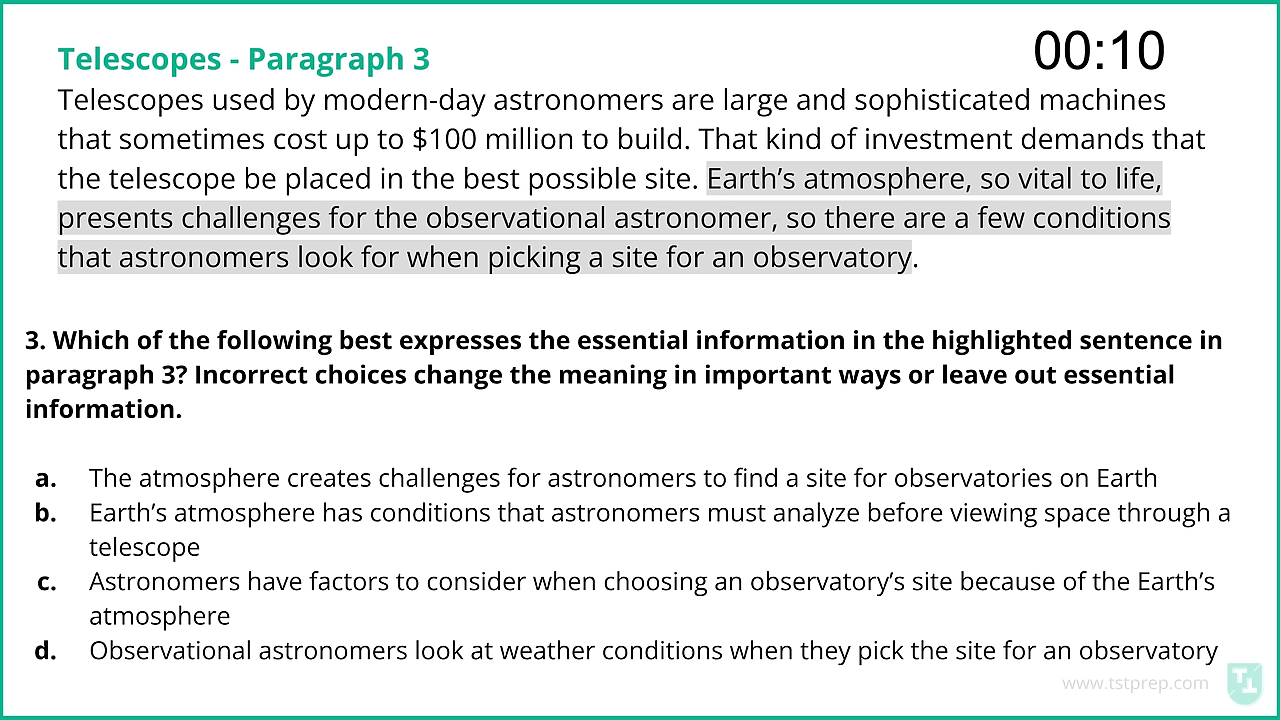 Telescopes - Paragraph 3
00:10
Telescopes used by modern-day astronomers are large and sophisticated machines
that sometimes cost up to $100 million to build. That kind of investment demands that
the telescope be placed in the best possible site. Earth’s atmosphere, so vital to life,
presents challenges for the observational astronomer, so there are a few conditions
that astronomers look for when picking a site for an observatory.
3. Which of the following best expresses the essential information in the highlighted sentence in
paragraph 3? Incorrect choices change the meaning in important ways or leave out essential
information.
a. The atmosphere creates challenges for astronomers to find a site for observatories on Earth
b. Earth’s atmosphere has conditions that astronomers must analyze before viewing space through a
telescope
c. Astronomers have factors to consider when choosing an observatory’s site because of the Earth’s
atmosphere
d. Observational astronomers look at weather conditions when they pick the site for an observatory
www.tstprep.com